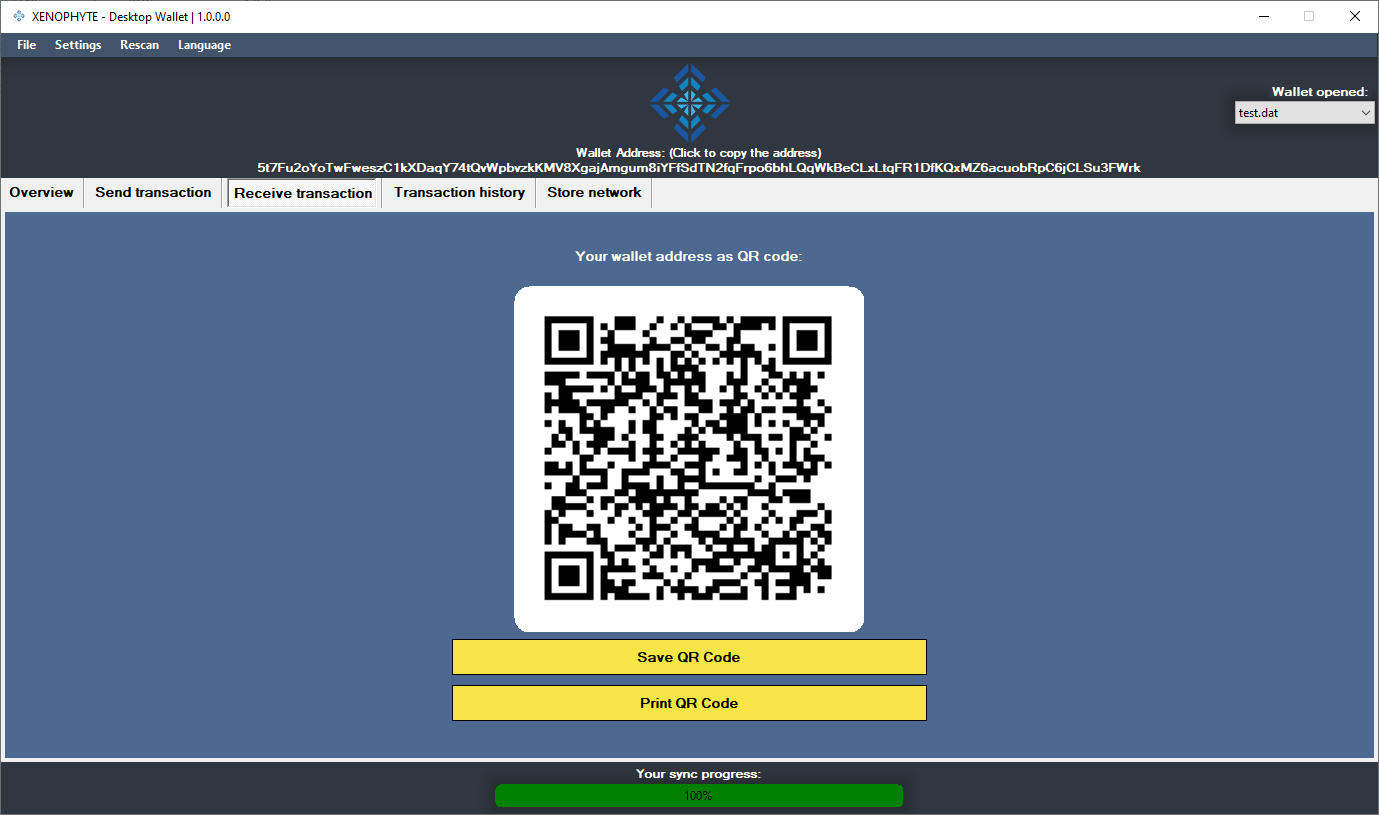 XENOPHYTE - Desktop Wallet | 1.0.0.0
File Settings Rescan Language
Wallet opened:
test.dat
Wallet Address: (Click to copy the address)
5t7Fu2oYoTwFweszC1kXDaqY74tQvWpbvzkKMV8XgajAmgum8iYFfSdTN2fqFrpo6bhLQqWkBeCLxLtqFR1DfKQxMZ6acuobRpC6jCLSu3FWrk
Overview Send transaction Receive transaction Transaction history Store network
Your wallet address as QR code:
Save QR Code
Print QR Code
Your sync progress:
100%